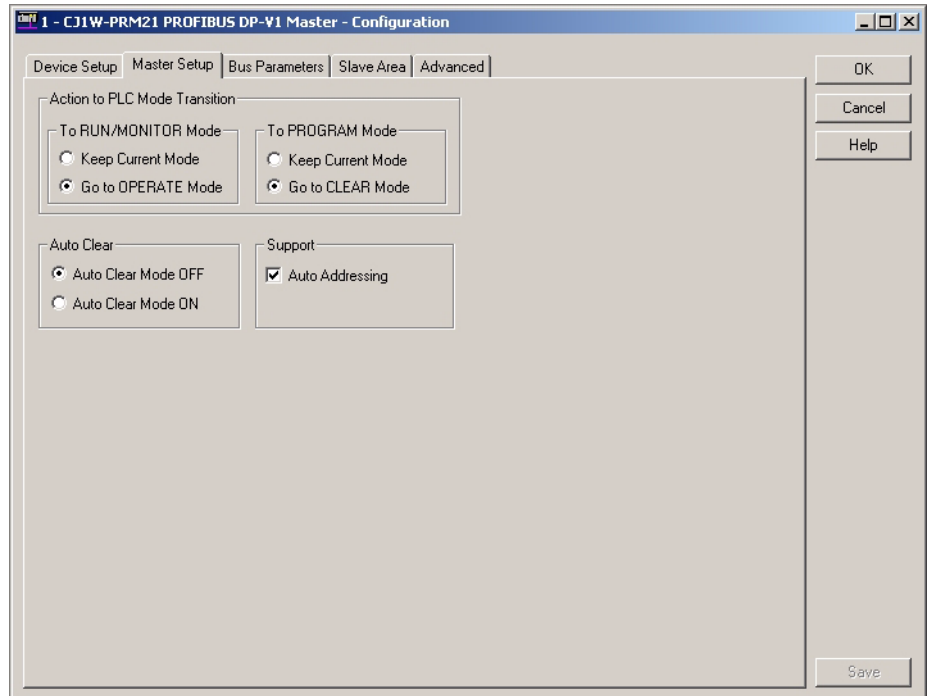 1 - CJ1W-PRM21 PROFIBUS DP-V1 Master - Configuration
Device Setup Master Setup Bus Parameters Slave Area Advanced
OK
Cancel
Help
Action to PLC Mode Transition
To RUN/MONITOR Mode
Keep Current Mode
Go to OPERATE Mode
To PROGRAM Mode
Keep Current Mode
Go to CLEAR Mode
Auto Clear
Auto Clear Mode OFF
Auto Clear Mode ON
Support
Auto Addressing
Save